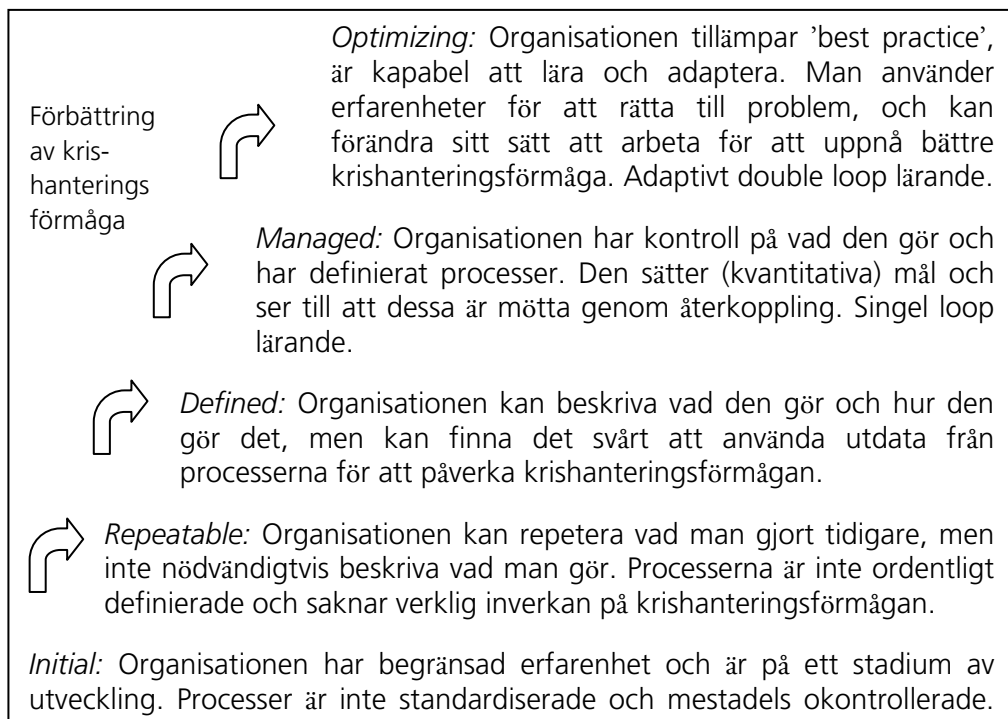 Optimizing: Organisationen tillämpar ’best practice’,
är kapabel att lära och adaptera. Man använder
erfarenheter för att rätta till problem, och kan
förändra sitt sätt att arbeta för att uppnå bättre
krishanteringsförmåga. Adaptivt double loop lärande.
Förbättring
av kris-
hanterings
förmåga
Managed: Organisationen har kontroll på vad den gör och
har definierat processer. Den sätter (kvantitativa) mål och
ser till att dessa är mötta genom återkoppling. Singel loop
lärande.
Defined: Organisationen kan beskriva vad den gör och hur den
gör det, men kan finna det svårt att använda utdata från
processerna för att påverka krishanteringsförmågan.
Repeatable: Organisationen kan repetera vad man gjort tidigare, men
inte nödvändigtvis beskriva vad man gör. Processerna är inte ordentligt
definierade och saknar verklig inverkan på krishanteringsförmågan.
Initial: Organisationen har begränsad erfarenhet och är på ett stadium av
utveckling. Processer är inte standardiserade och mestadels okontrollerade.